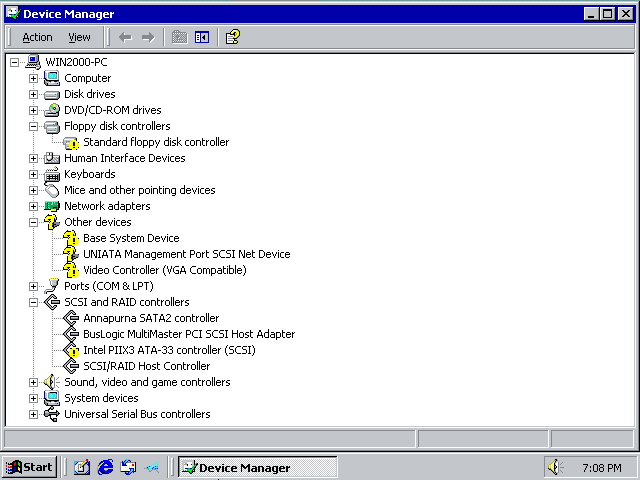 Device Manager
Action View
WIN2000-PC
Computer
Disk drives
DVD/CD-ROM drives
Floppy disk controllers
Standard floppy disk controller
Human Interface Devices
Keyboards
Mice and other pointing devices
Network adapters
Other devices
Base System Device
UNIATA Management Port SCSI Net Device
Video Controller (VGA Compatible)
Ports (COM & LPT)
SCSI and RAID controllers
Annapurna SATA2 controller
BusLogic MultiMaster PCI SCSI Host Adapter
Intel PIIX3 ATA-33 controller (SCSI)
SCSI/RAID Host Controller
Sound, video and game controllers
System devices
Universal Serial Bus controllers
Start Device Manager 7:08 PM